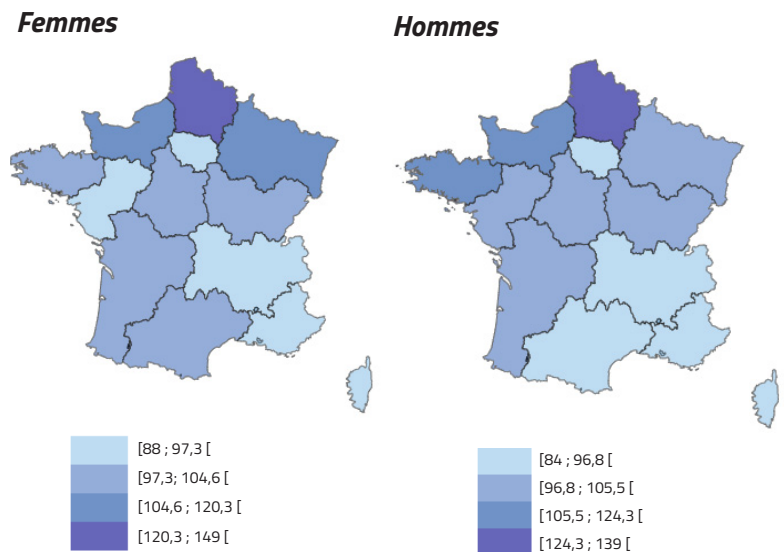 Femmes
Hommes
[88 ; 97,3 [
[97,3; 104,6 [
[104,6 ; 120,3 [
[120,3 ; 149 [
[84 ; 96,8 [
[96,8 ; 105,5 [
[105,5 ; 124,3 [
[124,3 ; 139 [